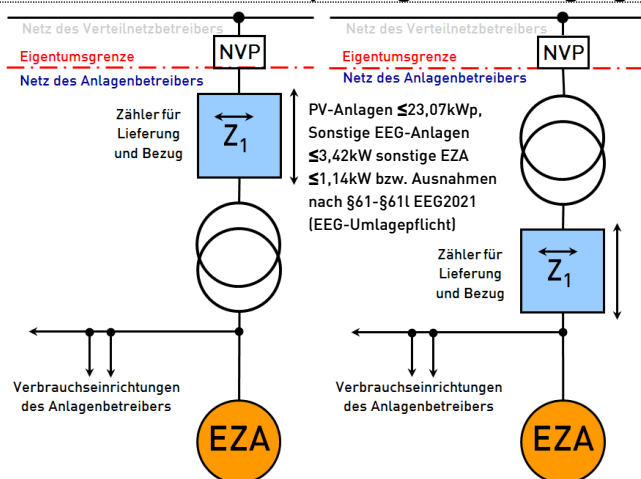 Netz des Verteilnetzbetreibers
NVP
Eigentumsgrenze
Netz des Anlagenbetreibers
Zähler für
Lieferung
und Bezug
Z₁
PV-Anlagen ≤23,07kWp,
Sonstige EEG-Anlagen
≤3,42kW sonstige EZA
≤1,14kW bzw. Ausnahmen
nach §61-§61l EEG2021
(EEG-Umlagepflicht)
Verbrauchseinrichtungen
des Anlagenbetreibers
EZA
Netz des Verteilnetzbetreibers
NVP
Eigentumsgrenze
Netz des Anlagenbetreibers
Zähler für
Lieferung
und Bezug
Z₁
Verbrauchseinrichtungen
des Anlagenbetreibers
EZA